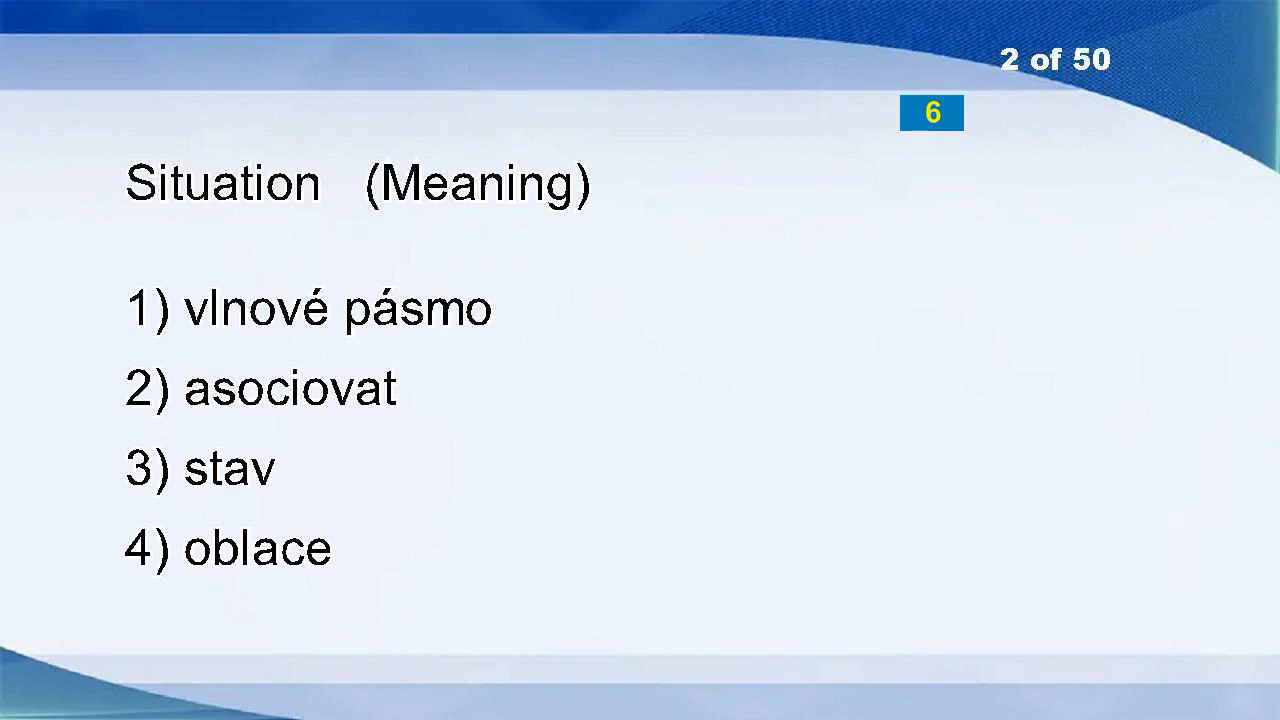 2 of 50
6
Situation (Meaning)
1) vlnové pásmo
2) asociovat
3) stav
4) oblace